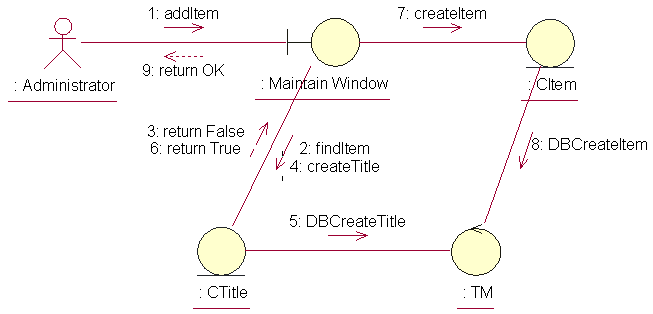 1: addItem
7: createItem
: Administrator
9: return OK
: Maintain Window
: CItem
3: return False
6: return True
2: findItem
4: createTitle
8: DBCreateItem
5: DBCreateTitle
: CTitle
: TM